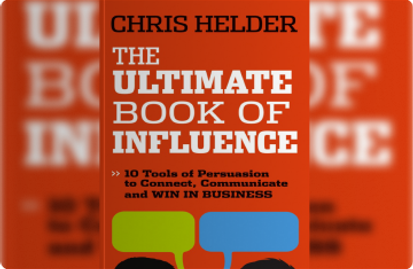 CHRIS HELDER
THE
ULTIMATE
BOOK OF
INFLUENCE
» 10 Tools of Persuasion
to Connect, Communicate
and WIN IN BUSINESS